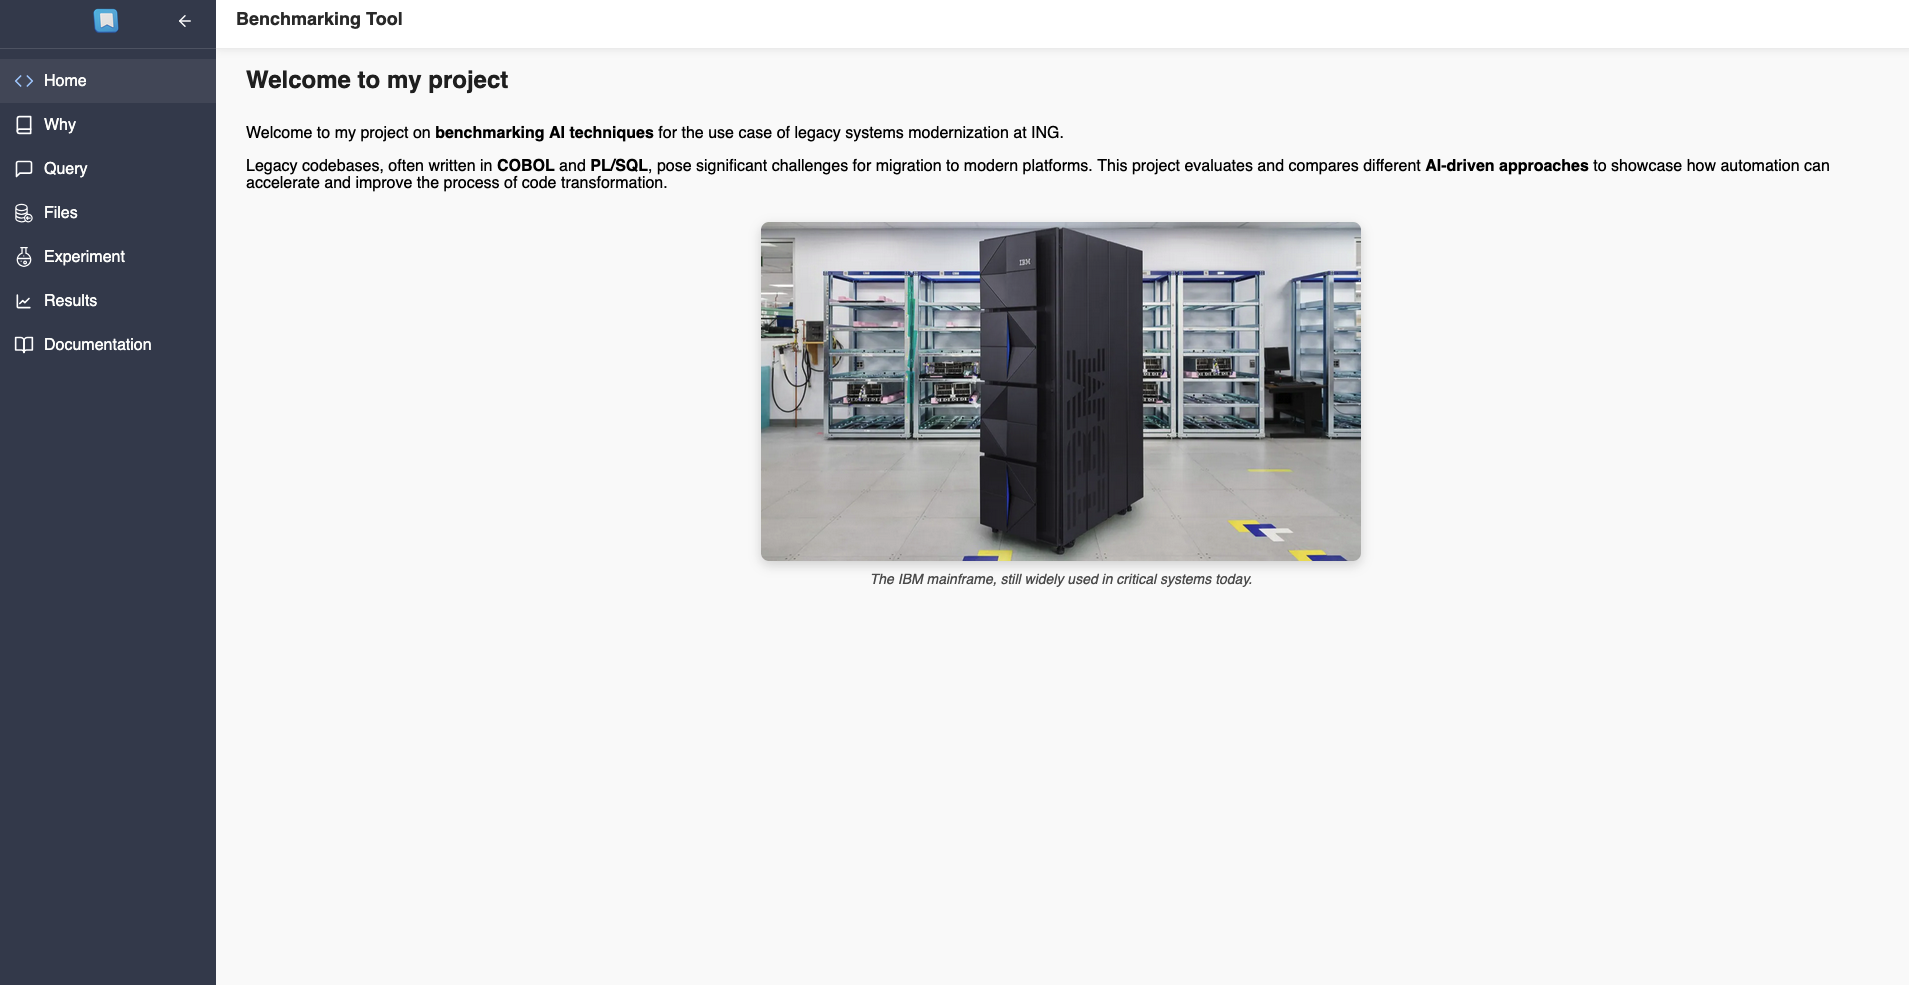 Benchmarking Tool
Home
Why
Query
Files
Experiment
Results
Documentation
Welcome to my project
Welcome to my project on benchmarking AI techniques for the use case of legacy systems modernization at ING.
Legacy codebases, often written in COBOL and PL/SQL, pose significant challenges for migration to modern platforms. This project evaluates and compares different AI-driven approaches to showcase how automation can
accelerate and improve the process of code transformation.
IBM
IBM
The IBM mainframe, still widely used in critical systems today.